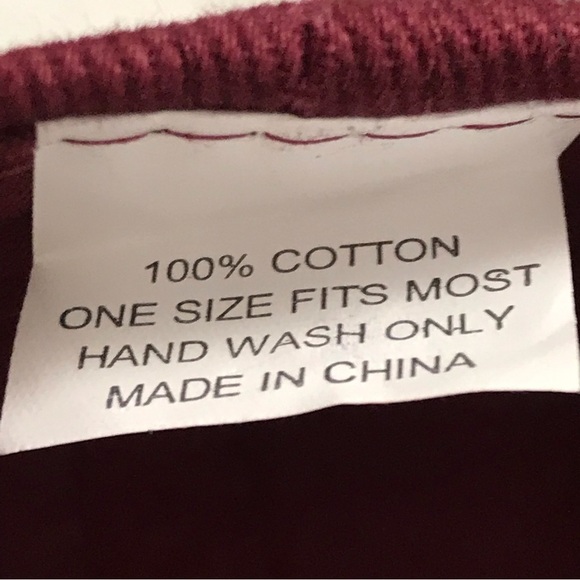 100% COTTON
ONE SIZE FITS MOST
HAND WASH ONLY
MADE IN CHINA